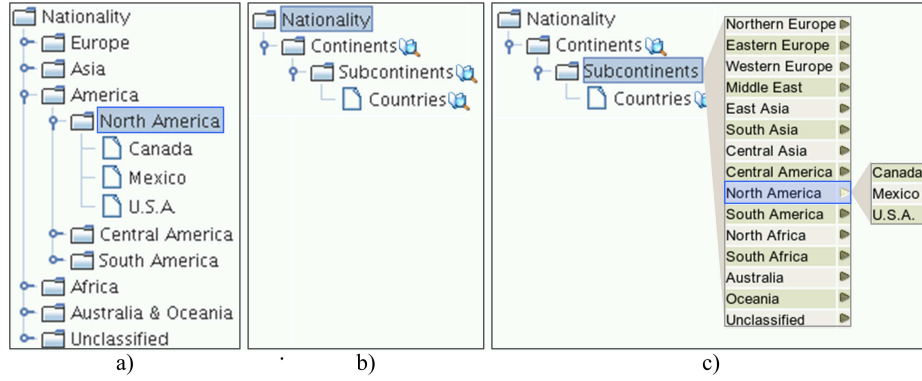 Nationality
Europe
Asia
America
North America
Canada
Mexico
U.S.A.
Central America
South America
Africa
Australia & Oceania
Unclassified
a)
Nationality
Continents
Subcontinents
Countries
b)
Nationality
Continents
Subcontinents
Countries
Northern Europe
Eastern Europe
Western Europe
Middle East
East Asia
South Asia
Central Asia
Central America
North America
South America
North Africa
South Africa
Australia
Oceania
Unclassified
Canada
Mexico
U.S.A.
c)